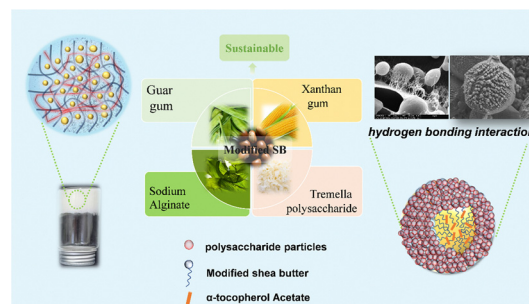 Sustainable
Guar
gum
Xanthan
gum
Modified SB
hydrogen bonding interaction
Sodium
Alginate
Tremella
polysaccharide
polysaccharide particles
Modified shea butter
α-tocopherol Acetate